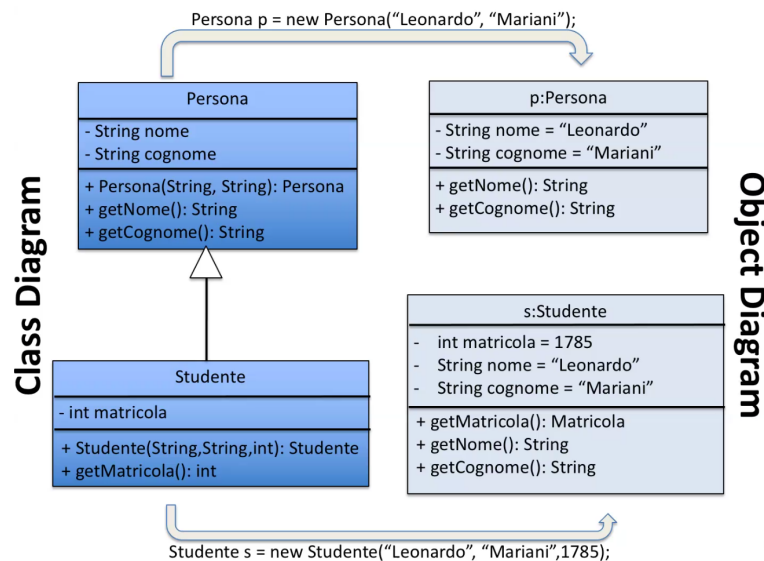 Persona p = new Persona(“Leonardo”, “Mariani”);
Class Diagram
Persona
- String nome
- String cognome
+ Persona(String, String): Persona
+ getNome(): String
+ getCognome(): String
Studente
- int matricola
+ Studente(String,String,int): Studente
+ getMatricola(): int
p:Persona
- String nome = “Leonardo”
- String cognome = “Mariani”
+ getNome(): String
+ getCognome(): String
s:Studente
- int matricola = 1785
- String nome = “Leonardo”
- String cognome = “Mariani”
+ getMatricola(): Matricola
+ getNome(): String
+ getCognome(): String
Object Diagram
Studente s = new Studente(“Leonardo”, “Mariani”,1785);